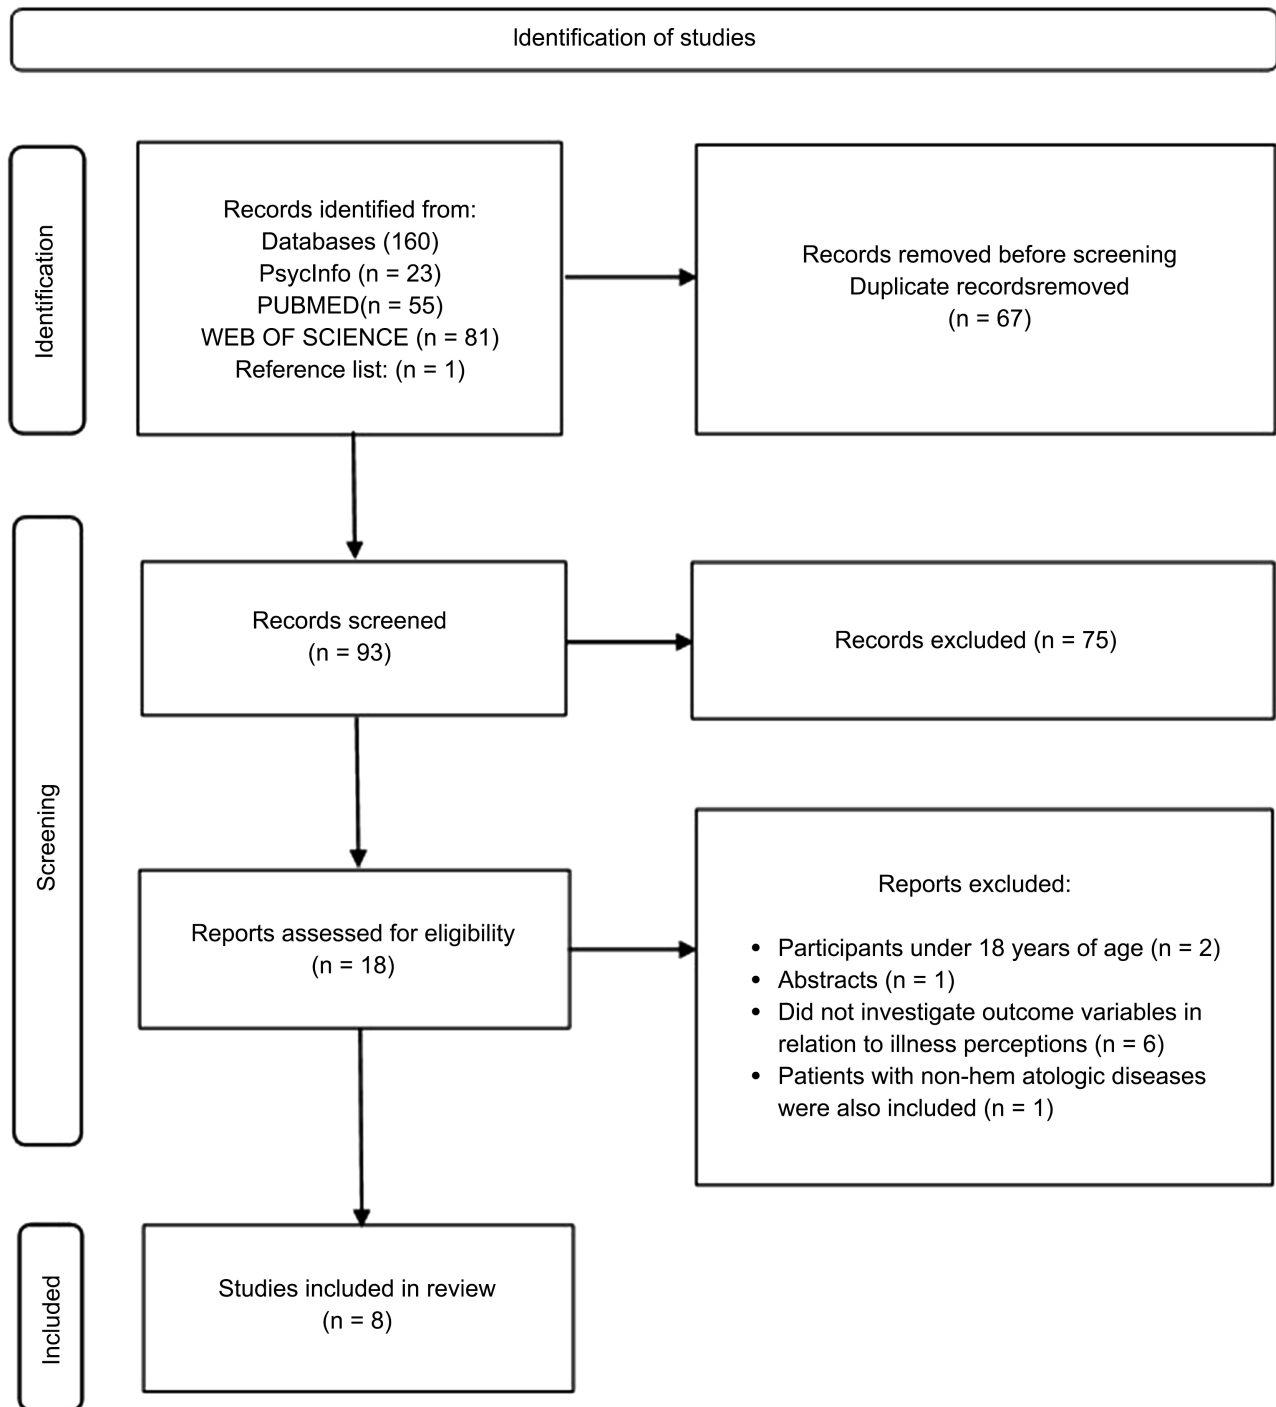 Identification of studies
Identification
Records identified from:
Databases (160)
PsycInfo (n = 23)
PUBMED(n = 55)
WEB OF SCIENCE (n = 81)
Reference list: (n = 1)
Records removed before screening
Duplicate recordsremoved
(n = 67)
Screening
Records screened
(n = 93)
Records excluded (n = 75)
Reports assessed for eligibility
(n = 18)
Reports excluded:
• Participants under 18 years of age (n = 2)
• Abstracts (n = 1)
• Did not investigate outcome variables in
relation to illness perceptions (n = 6)
• Patients with non-hem atologic diseases
were also included (n = 1)
Included
Studies included in review
(n = 8)